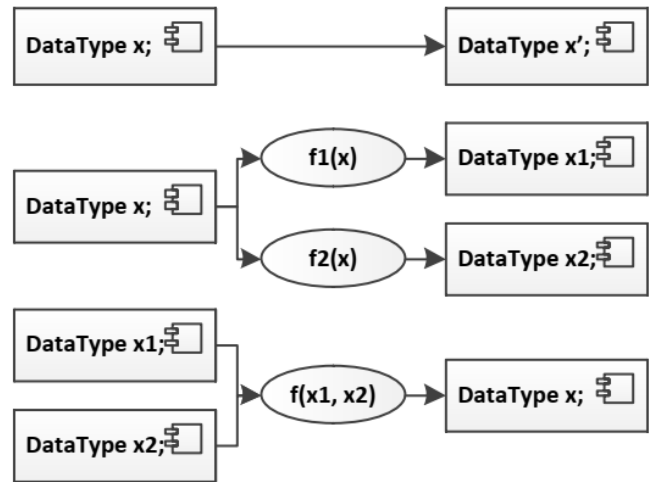 DataType x;
DataType x’;
DataType x;
f1(x)
DataType x1;
f2(x)
DataType x2;
DataType x1;
DataType x2;
f(x1, x2)
DataType x;